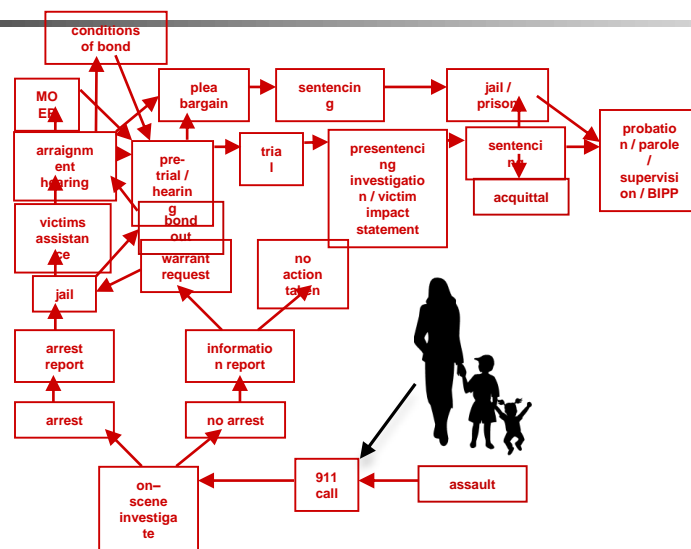 conditions
of bond
MO
EEP
plea
bargain
sentencin
g
jail /
prison
arraignm
ent
hearing
pre-
trial /
hearin
g
tria
l
presentenci
ng
investigatio
n / victim
impact
statement
sentenci
probatio
n / parole
/
supervisi
on / BIPP
acquittal
victims
assistan
ce
bond
out
warrant
request
no
action
taken
jail
arrest
report
informatio
n report
arrest
no arrest
on–
scene
investiga
te
911
call
assault